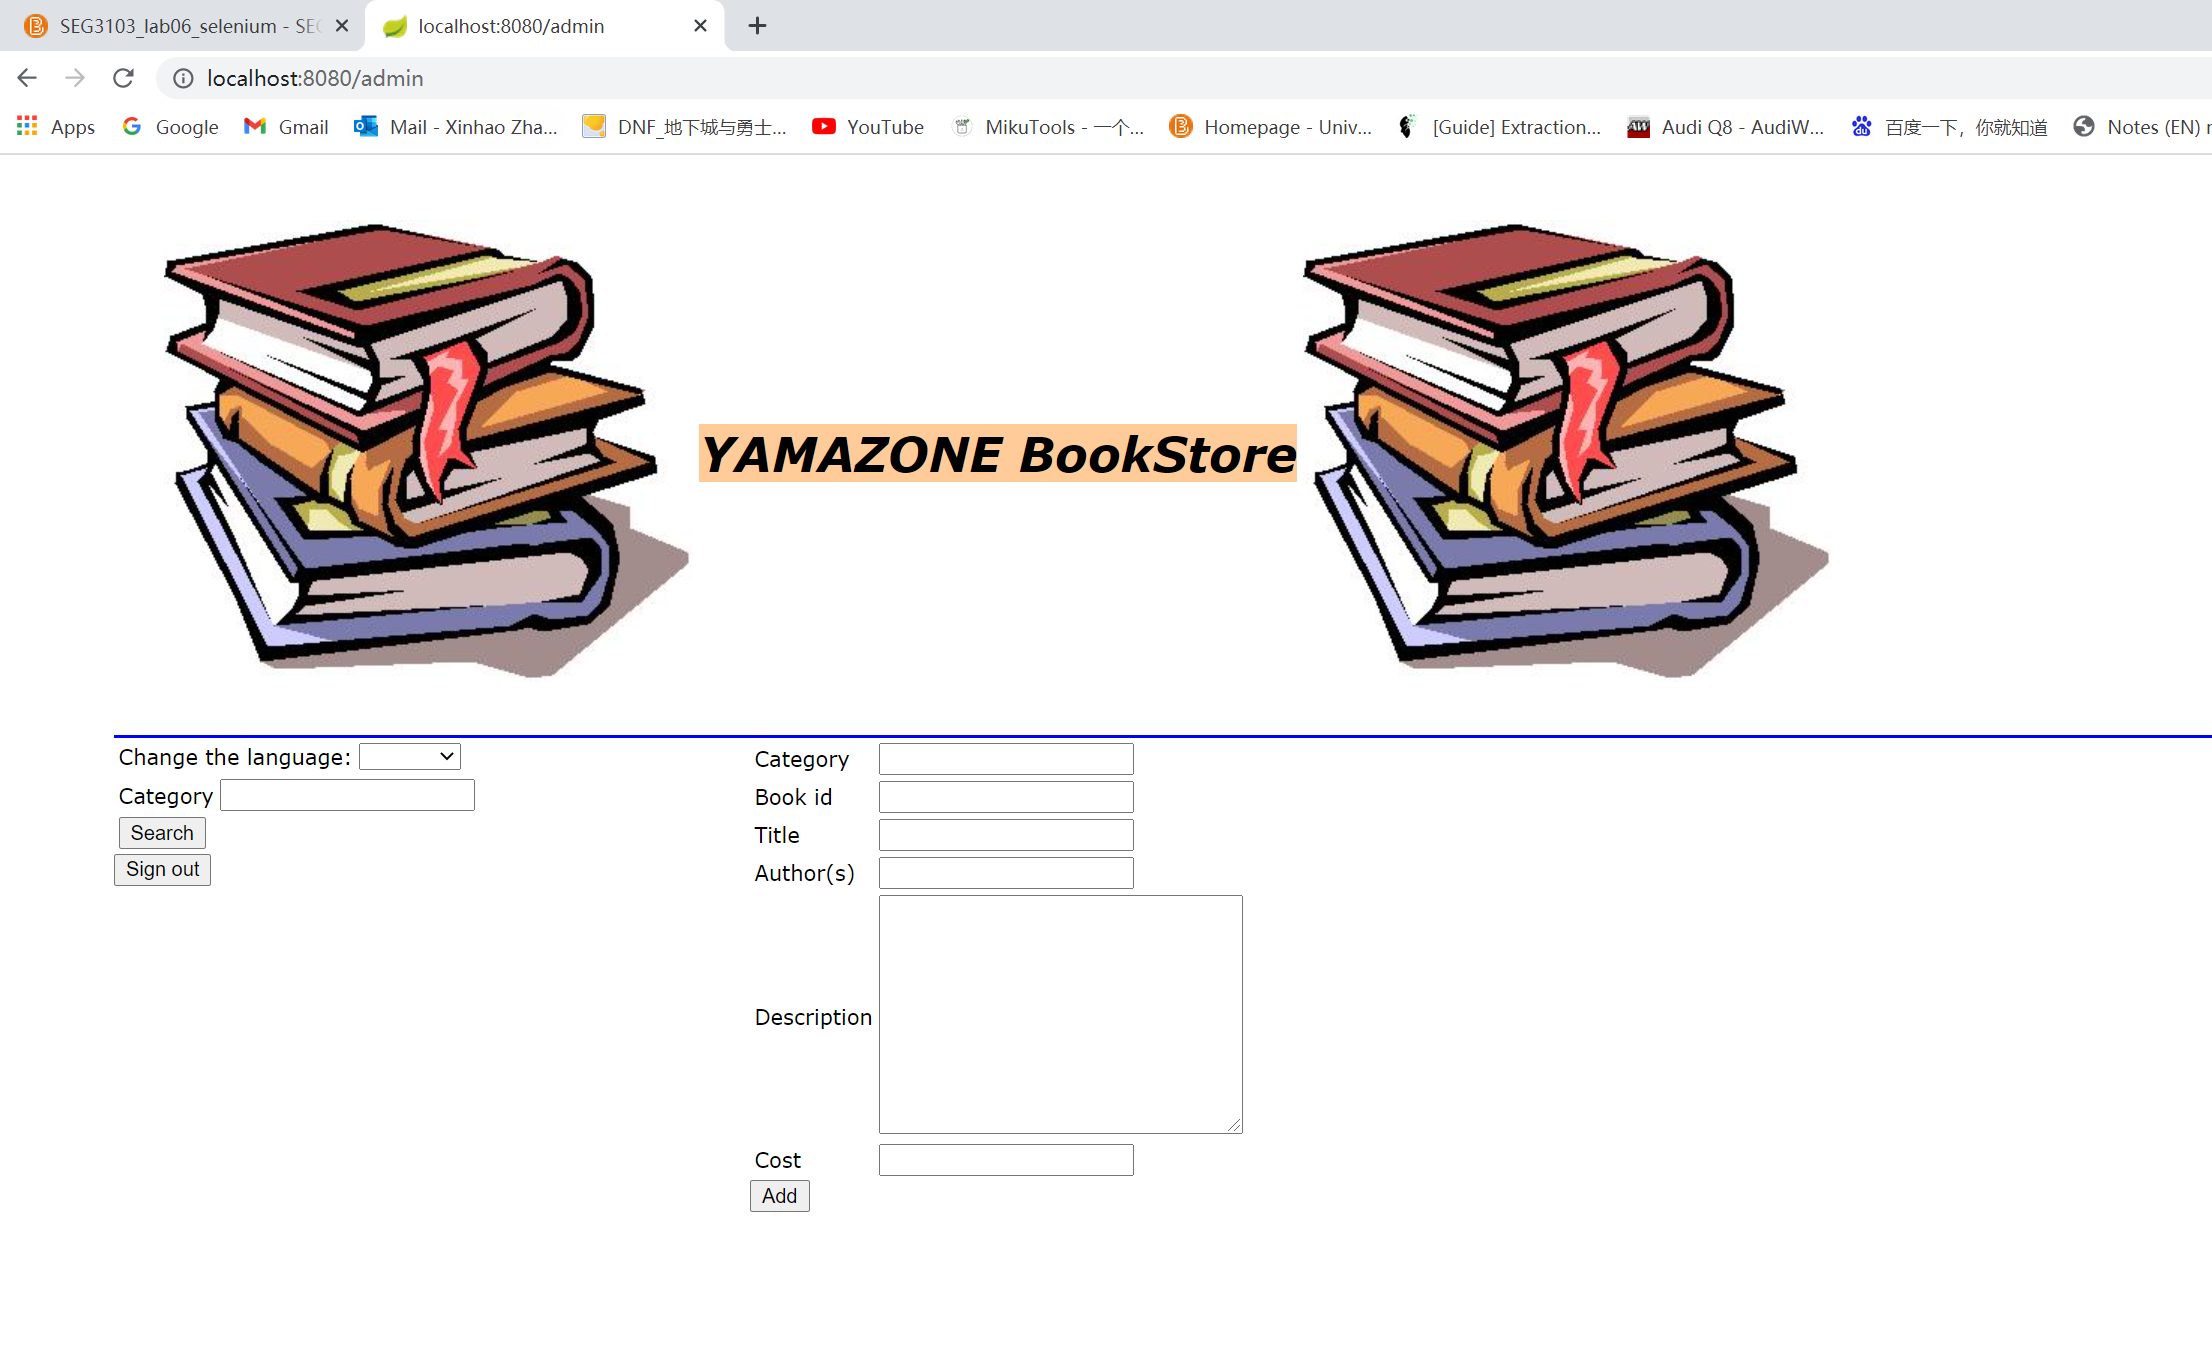 SEG3103_lab06_selenium - SEG
localhost:8080/admin
localhost:8080/admin
Apps Google Gmail Mail - Xinhao Zha... DNF_地下城与勇士... YouTube MikuTools - 一个... Homepage - Univ... [Guide] Extraction... AW Audi Q8 - AudiW... 百度一下，你就知道 Notes (EN)
YAMAZONE BookStore
Change the language:
Category
Search
Sign out
Category
Book id
Title
Author(s)
Description
Cost
Add